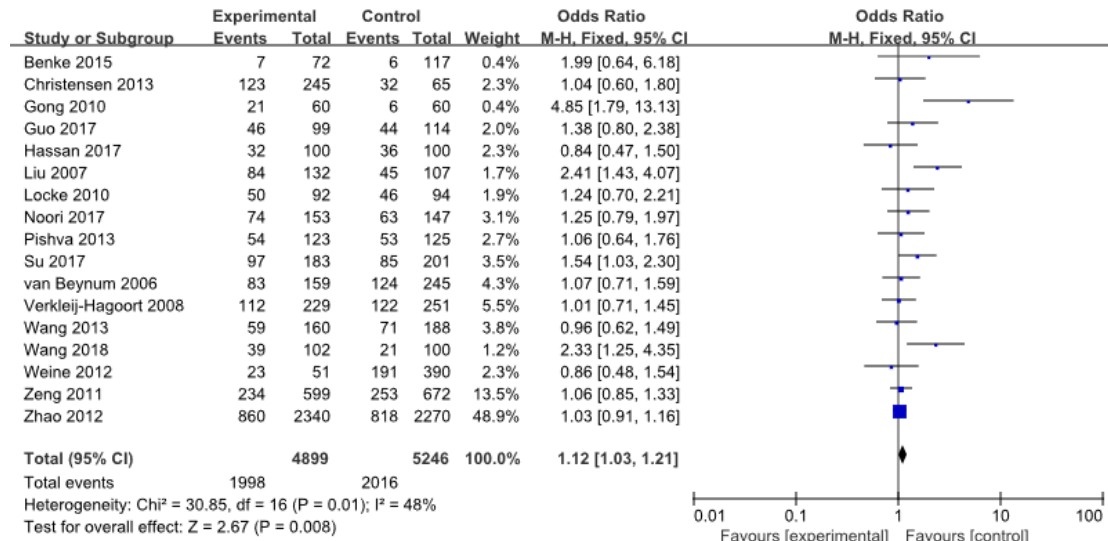 Experimental Control Odds Ratio Odds Ratio
Study or Subgroup Events Total Events Total Weight M-H, Fixed, 95% CI M-H, Fixed, 95% CI
Benke 2015 7 72 6 117 0.4% 1.99 [0.64, 6.18]
Christensen 2013 123 245 32 65 2.3% 1.04 [0.60, 1.80]
Gong 2010 21 60 6 60 0.4% 4.85 [1.79, 13.13]
Guo 2017 46 99 44 114 2.0% 1.38 [0.80, 2.38]
Hassan 2017 32 100 36 100 2.3% 0.84 [0.47, 1.50]
Liu 2007 84 132 45 107 1.7% 2.41 [1.43, 4.07]
Locke 2010 50 92 46 94 1.9% 1.24 [0.70, 2.21]
Noori 2017 74 153 63 147 3.1% 1.25 [0.79, 1.97]
Pishva 2013 54 123 53 125 2.7% 1.06 [0.64, 1.76]
Su 2017 97 183 85 201 3.5% 1.54 [1.03, 2.30]
van Beynum 2006 83 159 124 245 4.3% 1.07 [0.71, 1.59]
Verkleij-Hagoort 2008 112 229 122 251 5.5% 1.01 [0.71, 1.45]
Wang 2013 59 160 71 188 3.8% 0.96 [0.62, 1.49]
Wang 2018 39 102 21 100 1.2% 2.33 [1.25, 4.35]
Weine 2012 23 51 191 390 2.3% 0.86 [0.48, 1.54]
Zeng 2011 234 599 253 672 13.5% 1.06 [0.85, 1.33]
Zhao 2012 860 2340 818 2270 48.9% 1.03 [0.91, 1.16]
Total (95% CI) 4899 5246 100.0% 1.12 [1.03, 1.21]
Total events 1998 2016
Heterogeneity: Chi² = 30.85, df = 16 (P = 0.01); I² = 48%
Test for overall effect: Z = 2.67 (P = 0.008)
0.01 0.1 1 10 100
Favours [experimental] Favours [control]